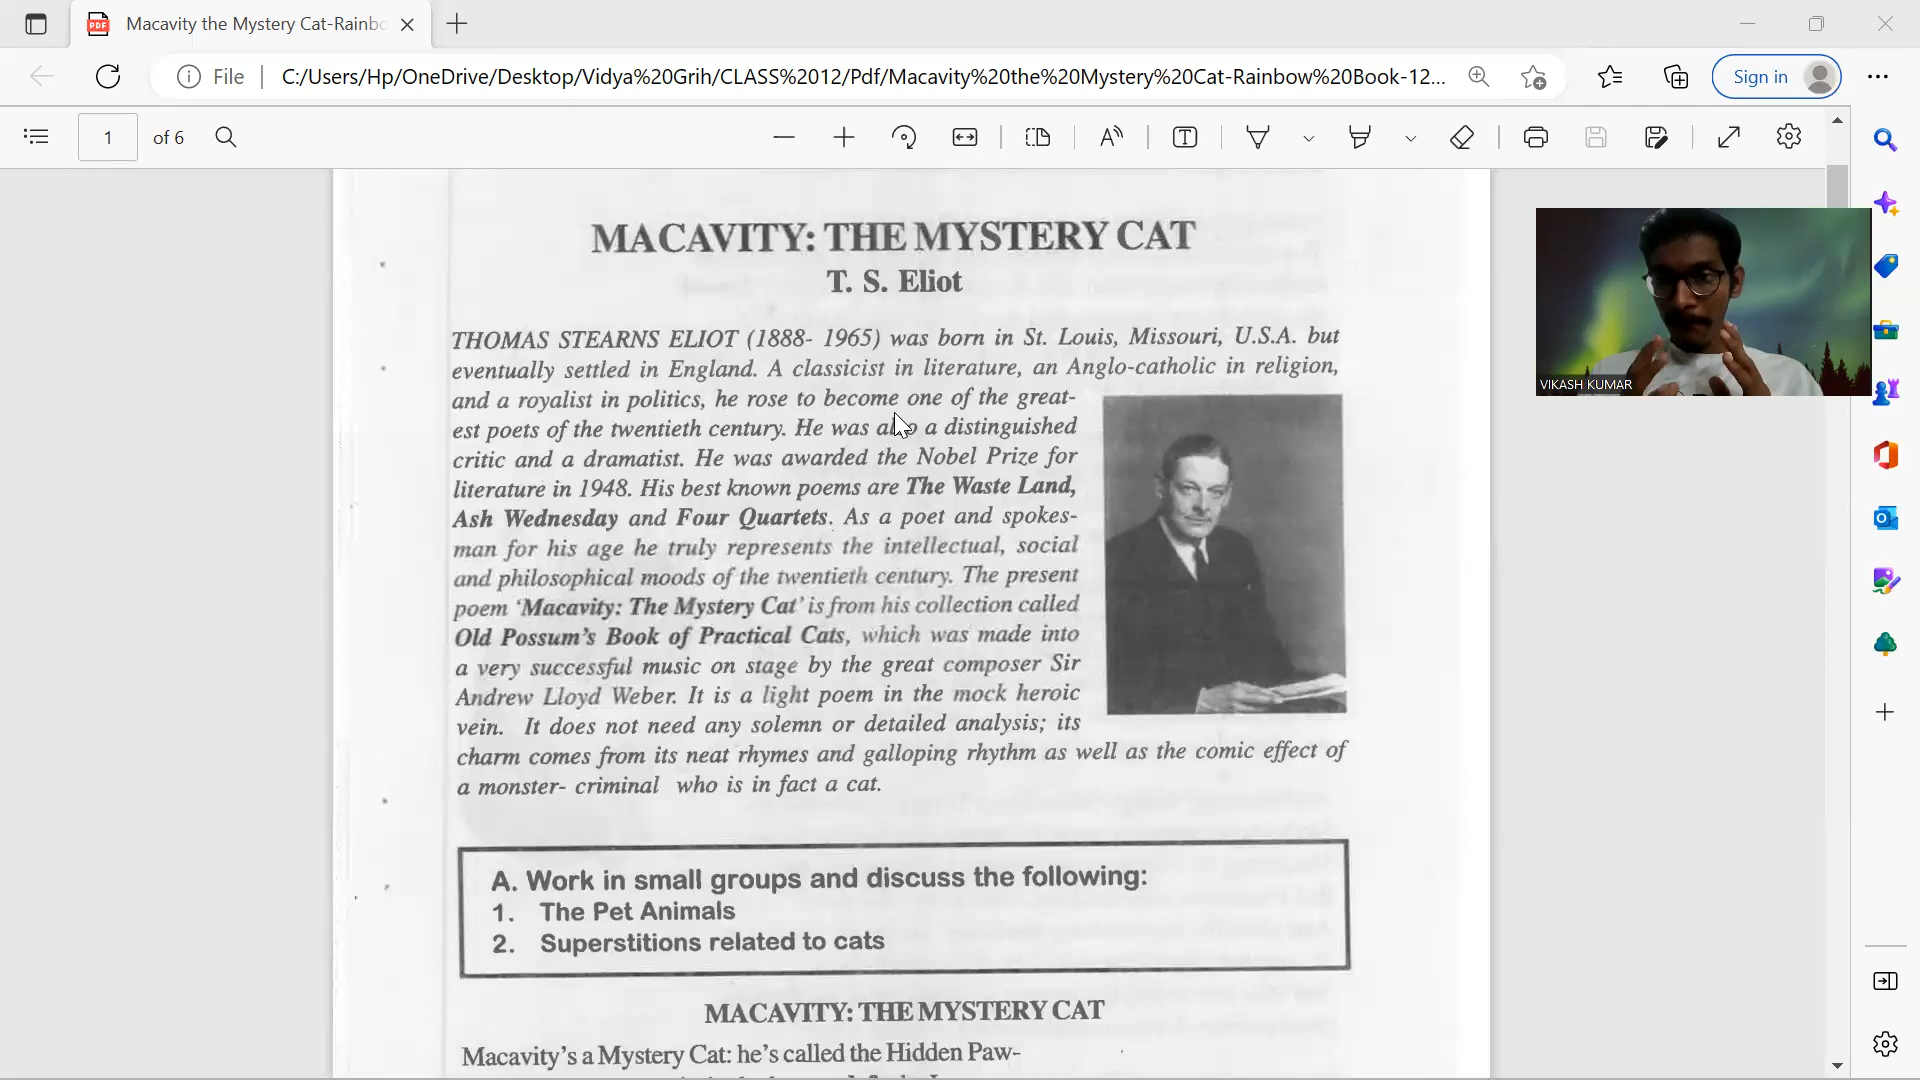 Macavity the Mystery Cat-Rainbo
File
C:/Users/Hp/OneDrive/Desktop/Vidya%20Grih/CLASS%2012/Pdf/Macavity%20the%20Mystery%20Cat-Rainbow%20Book-12...
Sign in
1 of 6
MACAVITY: THE MYSTERY CAT
T. S. Eliot
THOMAS STEARNS ELIOT (1888- 1965) was born in St. Louis, Missouri, U.S.A. but
eventually settled in England. A classicist in literature, an Anglo-catholic in religion,
and a royalist in politics, he rose to become one of the great-
est poets of the twentieth century. He was also a distinguished
critic and a dramatist. He was awarded the Nobel Prize for
literature in 1948. His best known poems are The Waste Land,
Ash Wednesday and Four Quartets. As a poet and spokes-
man for his age he truly represents the intellectual, social
and philosophical moods of the twentieth century. The present
poem 'Macavity: The Mystery Cat' is from his collection called
Old Possum's Book of Practical Cats, which was made into
a very successful music on stage by the great composer Sir
Andrew Lloyd Weber. It is a light poem in the mock heroic
vein. It does not need any solemn or detailed analysis; its
charm comes from its neat rhymes and galloping rhythm as well as the comic effect of
a monster- criminal who is in fact a cat.
VIKASH KUMAR
A. Work in small groups and discuss the following:
1. The Pet Animals
2. Superstitions related to cats
MACAVITY: THE MYSTERY CAT
Macavity's a Mystery Cat: he's called the Hidden Paw-